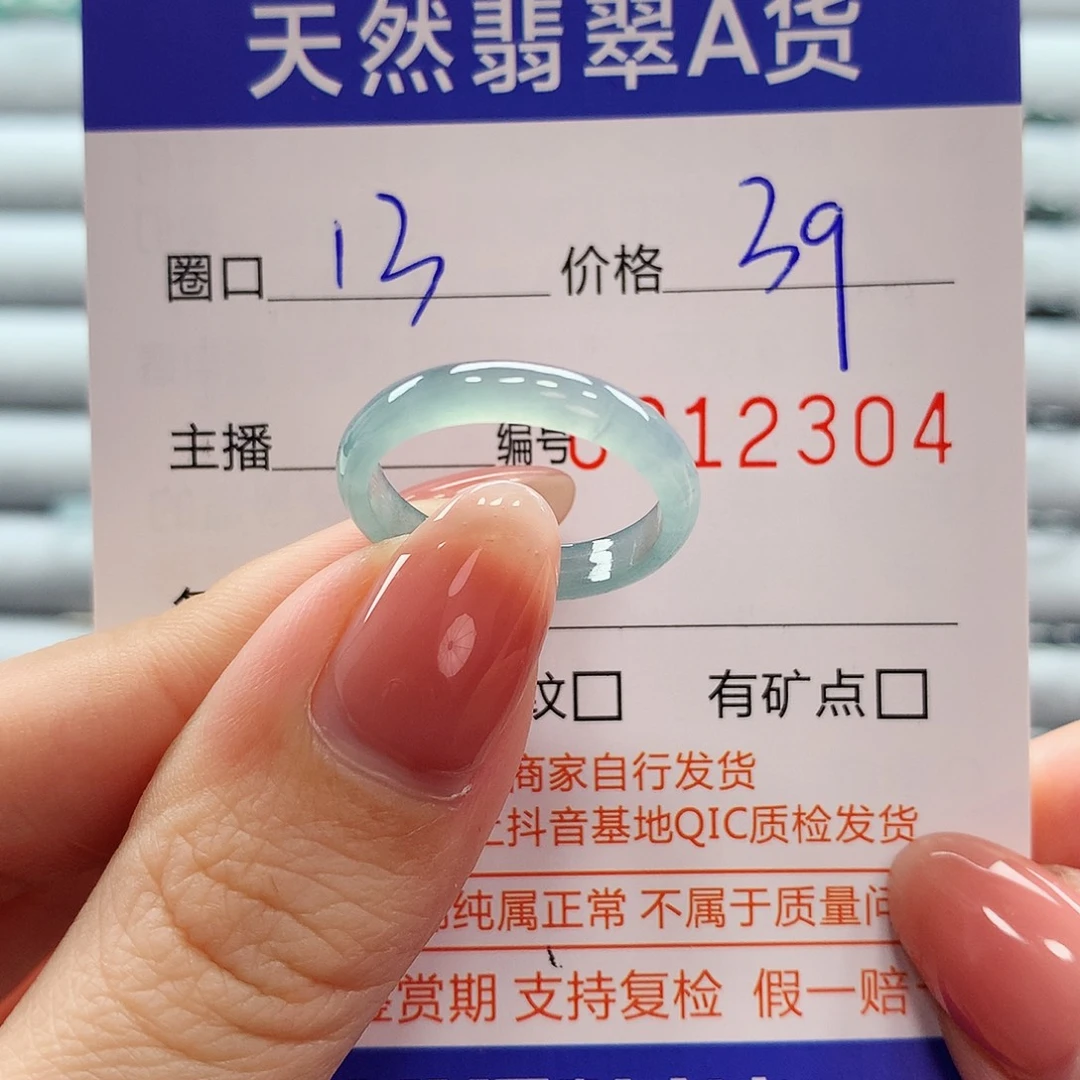 天然翡翠A货
圈口 13 价格 39
主播 编号 12304
纹□ 有矿点□
商家自行发货
抖音基地QIC质检发货
纯属正常 不属于质量问
赏期 支持复检 假一赔